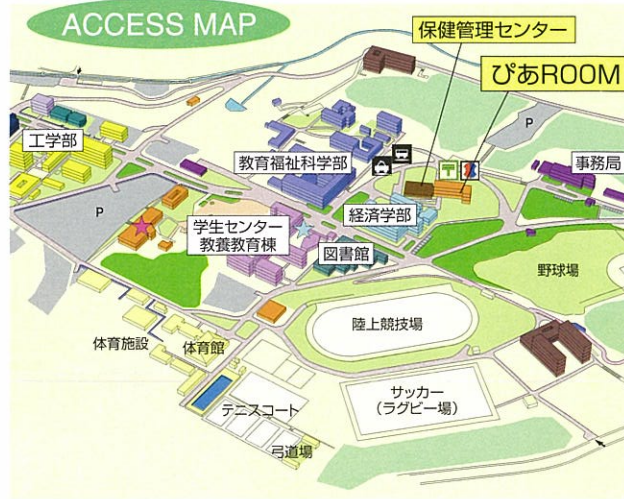 ACCESS MAP
保健管理センター
ぴあROOM
P
工学部
教育福祉科学部
事務局
P
学生センター
教養教育棟
経済学部
図書館
野球場
陸上競技場
体育施設
体育館
サッカー
（ラグビー場）
テニスコート
弓道場